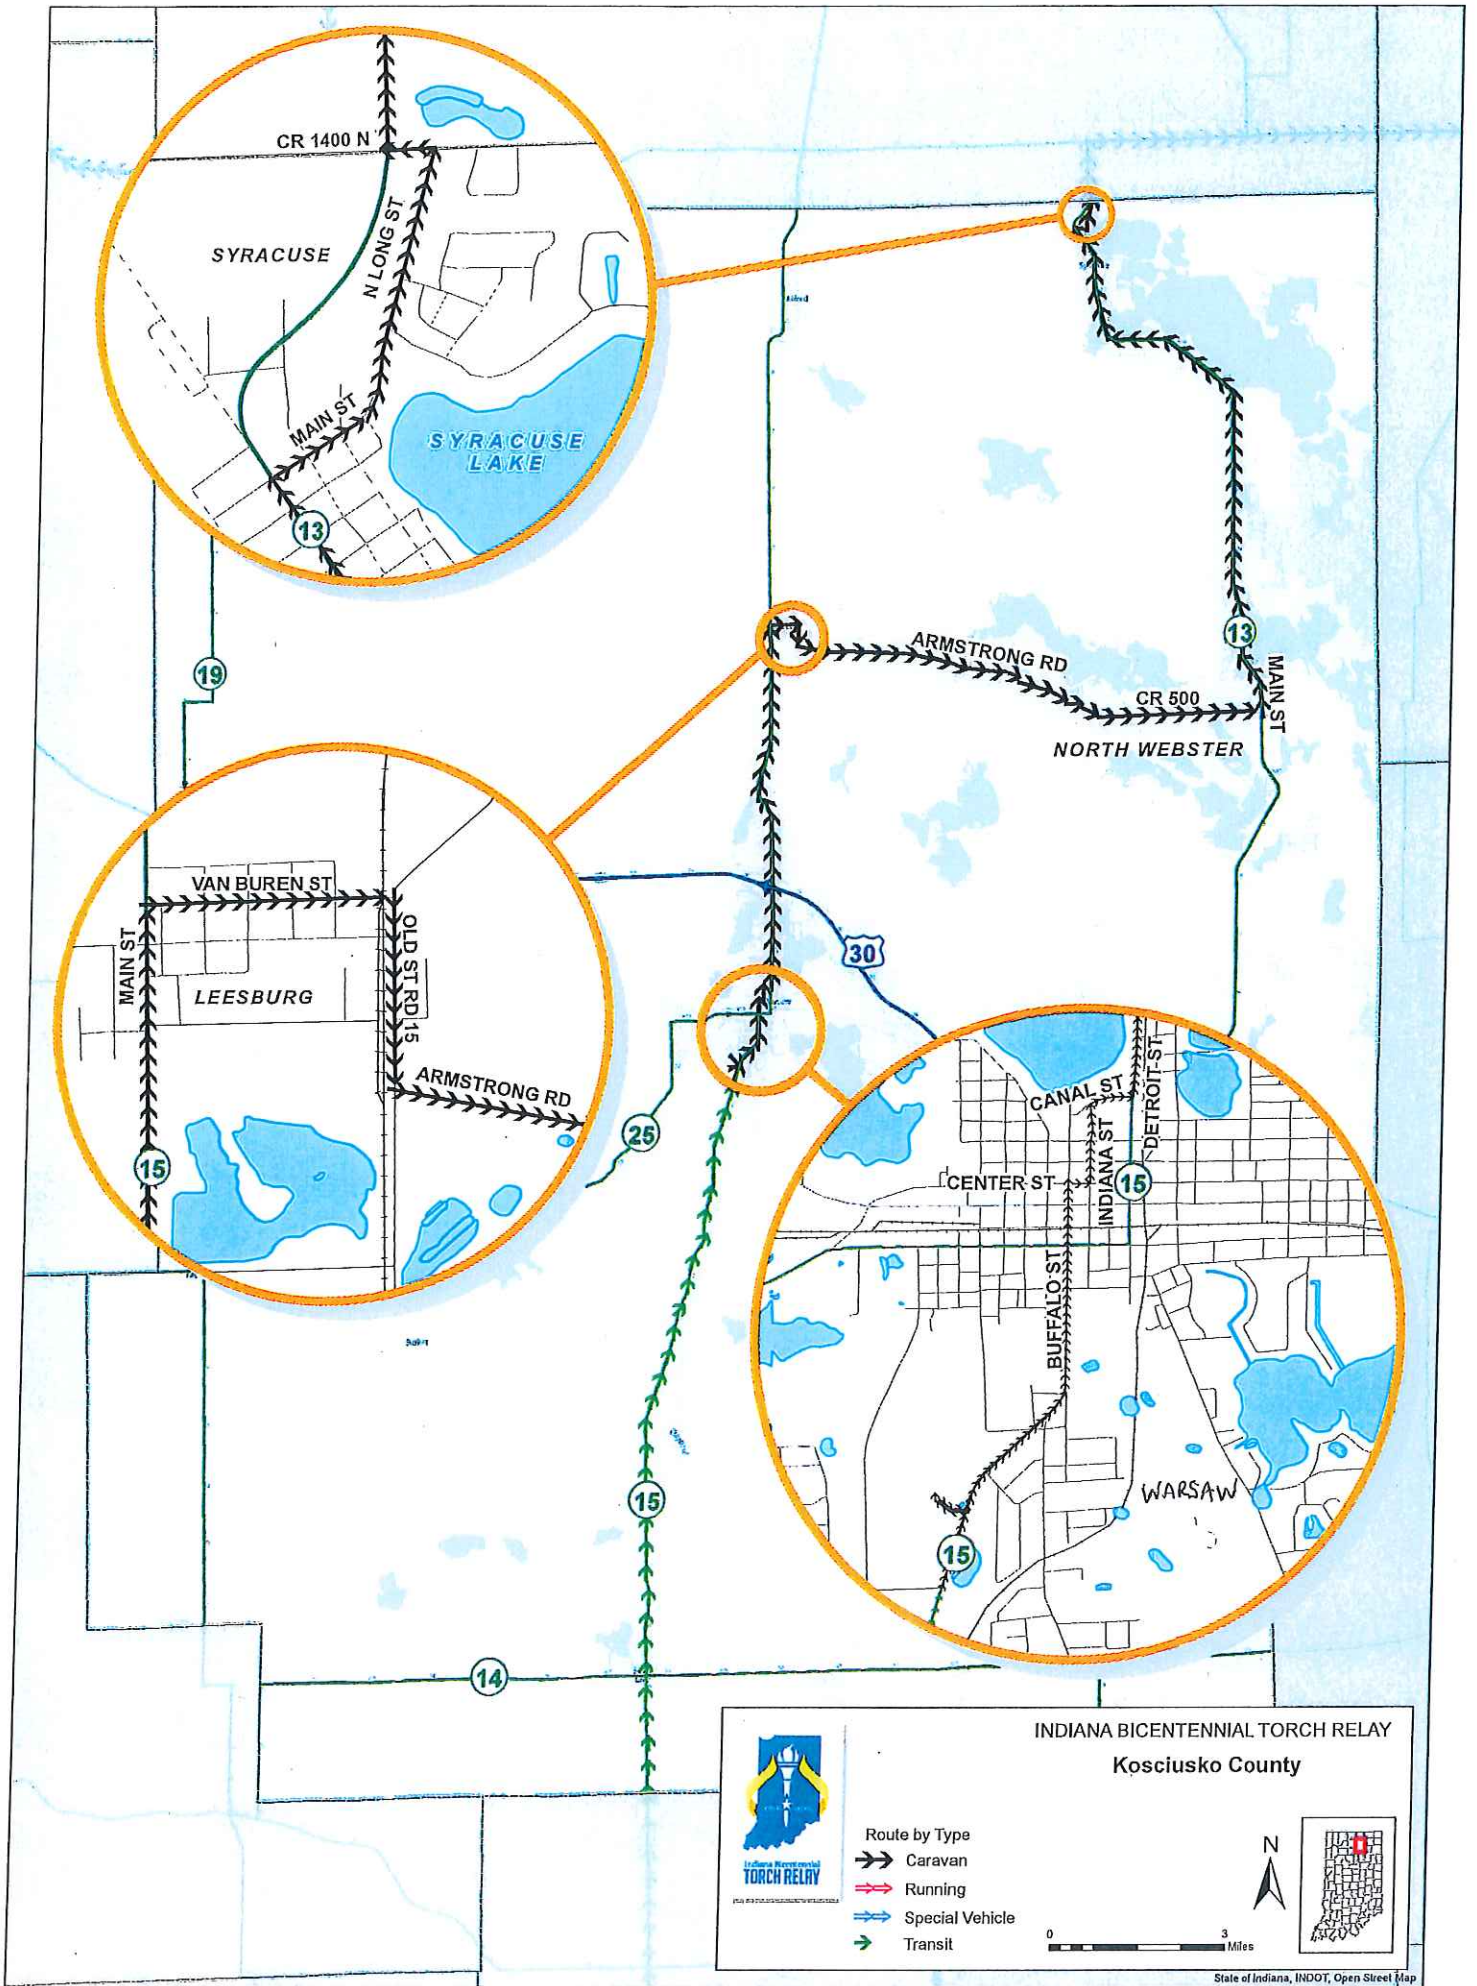 CR 1400 N
SYRACUSE
N LONG ST
MAIN ST
SYRACUSE
LAKE
13
19
ARMSTRONG RD
13
MAIN ST
CR 500
NORTH WEBSTER
VAN BUREN ST
MAIN ST
OLD ST RD 15
LEESBURG
ARMSTRONG RD
15
30
25
CANAL ST
DETROIT ST
INDIANA ST
CENTER ST
15
BUFFALO ST
WARSAW
15
15
14
INDIANA BICENTENNIAL TORCH RELAY
Kosciusko County
Indiana Bicentennial
TORCH RELAY
Route by Type
Caravan
Running
Special Vehicle
Transit
N
0 3
Miles
State of Indiana, INDOT, Open Street Map